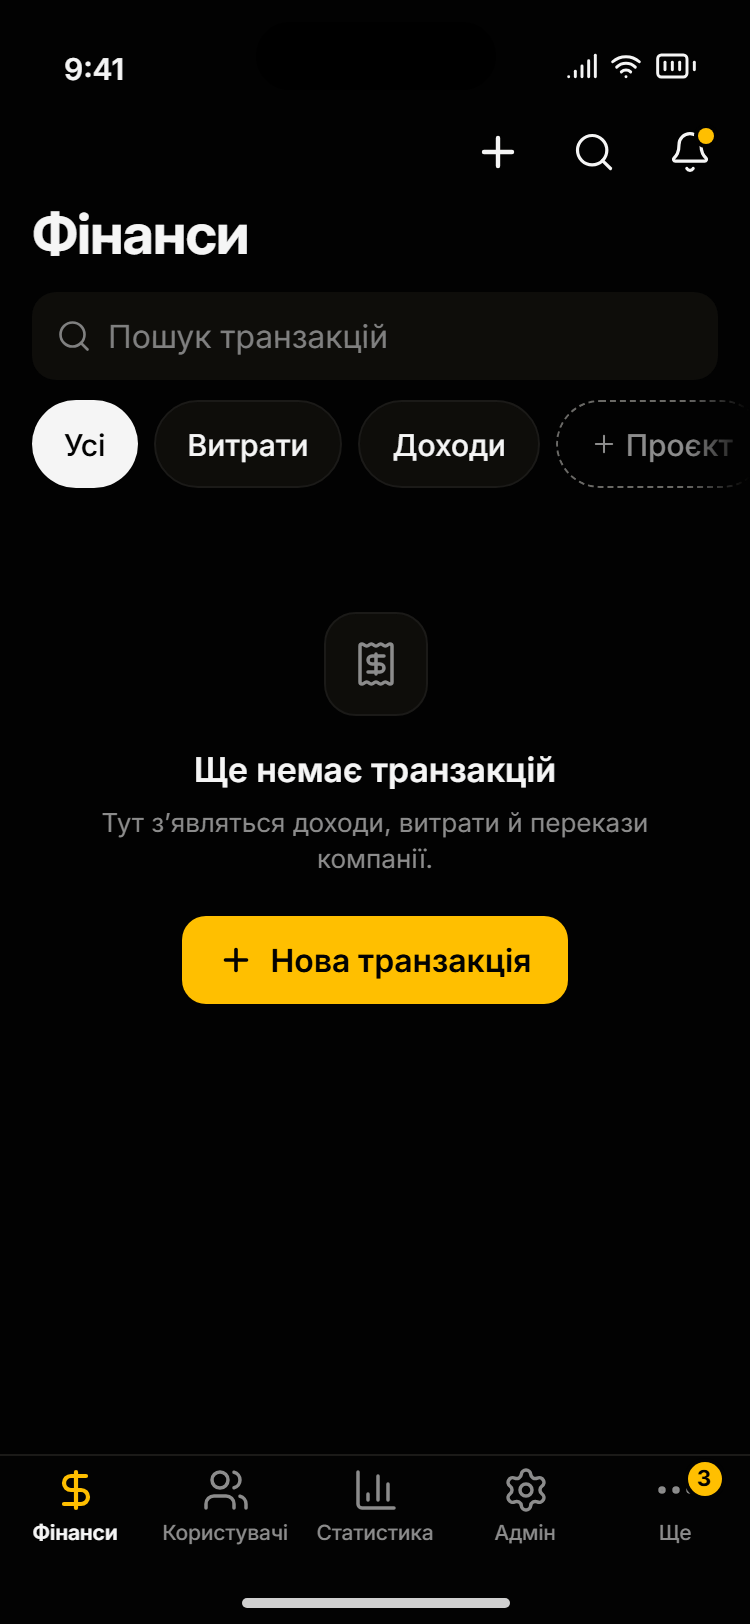 9:41
Фінанси
Пошук транзакцій
Усі
Витрати
Доходи
+ Проєкт
Ще немає транзакцій
Тут з’являться доходи, витрати й перекази
компанії.
+ Нова транзакція
3
Фінанси
Користувачі
Статистика
Адмін
Ще